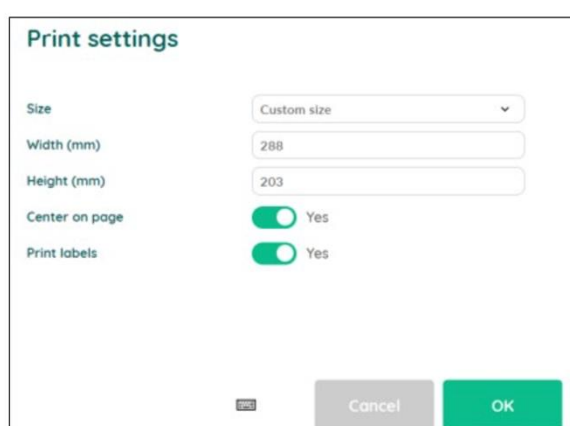 Print settings
Size Custom size
Width (mm) 288
Height (mm) 203
Center on page Yes
Print labels Yes
Cancel OK